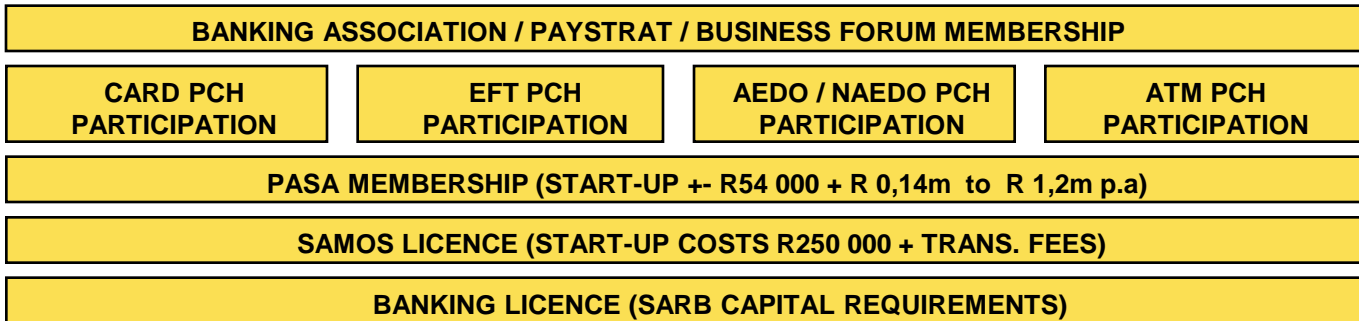 BANKING ASSOCIATION / PAYSTRAT / BUSINESS FORUM MEMBERSHIP
CARD PCH
PARTICIPATION
EFT PCH
PARTICIPATION
AEDO / NAEDO PCH
PARTICIPATION
ATM PCH
PARTICIPATION
PASA MEMBERSHIP (START-UP +- R54 000 + R 0,14m to R 1,2m p.a)
SAMOS LICENCE (START-UP COSTS R250 000 + TRANS. FEES)
BANKING LICENCE (SARB CAPITAL REQUIREMENTS)